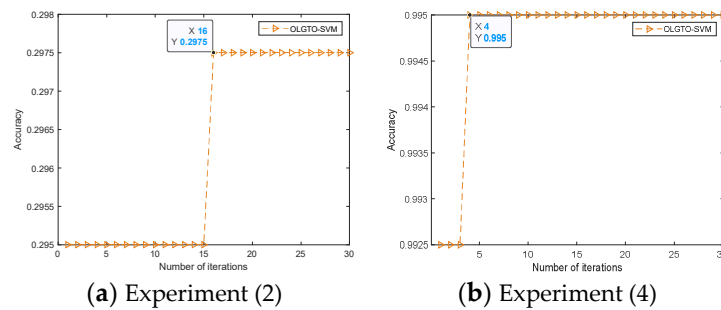 0.298
0.2975
0.297
0.2965
0.296
0.2955
0.295
Accuracy
X 16
Y 0.2975
OLGTO-SVM
0 5 10 15 20 25 30
Number of iterations
(a) Experiment (2)
0.995
0.9945
0.994
0.9935
0.993
0.9925
Accuracy
X 4
Y 0.995
OLGTO-SVM
5 10 15 20 25 30
Number of iterations
(b) Experiment (4)